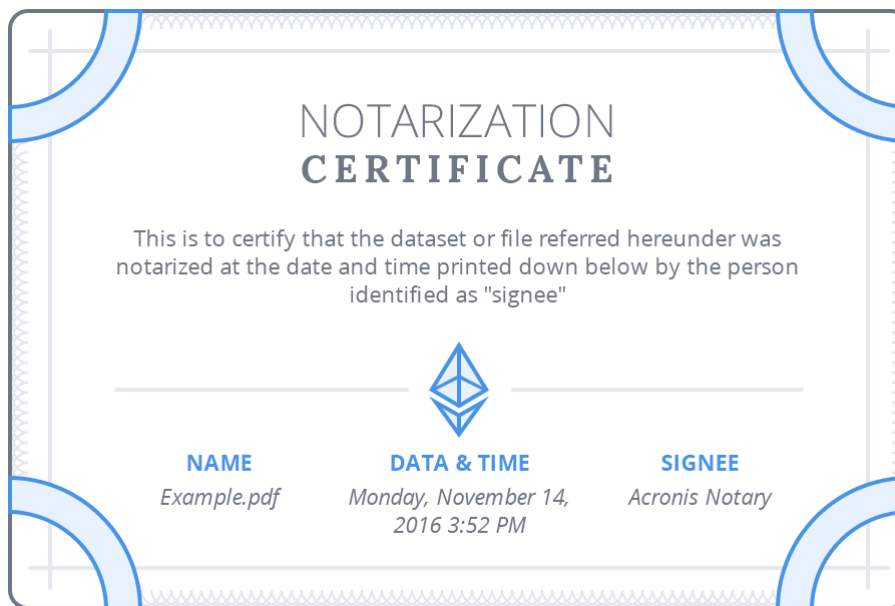 NOTARIZATION
CERTIFICATE
This is to certify that the dataset or file referred hereunder was
notarized at the date and time printed down below by the person
identified as "signee"
NAME
Example.pdf
DATA & TIME
Monday, November 14,
2016 3:52 PM
SIGNEE
Acronis Notary